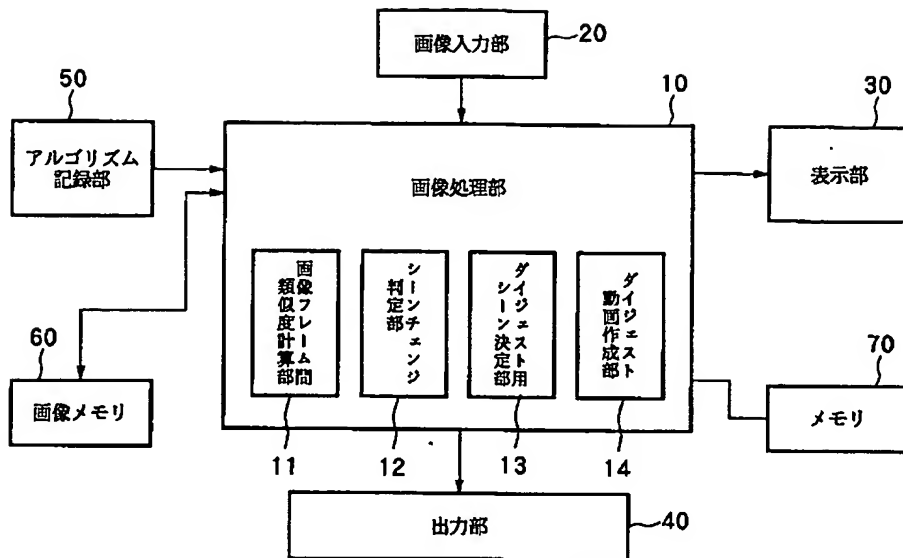 画像入力部
20
50
10
30
アルゴリズム
記録部
画像処理部
表示部
画像フレーム問
類似度計算部
シーンチェンジ
判定部
ダイジェスト用
シーン決定部
ダイジェスト
動画作成部
60
画像メモリ
70
メモリ
11
12
13
14
出力部
40